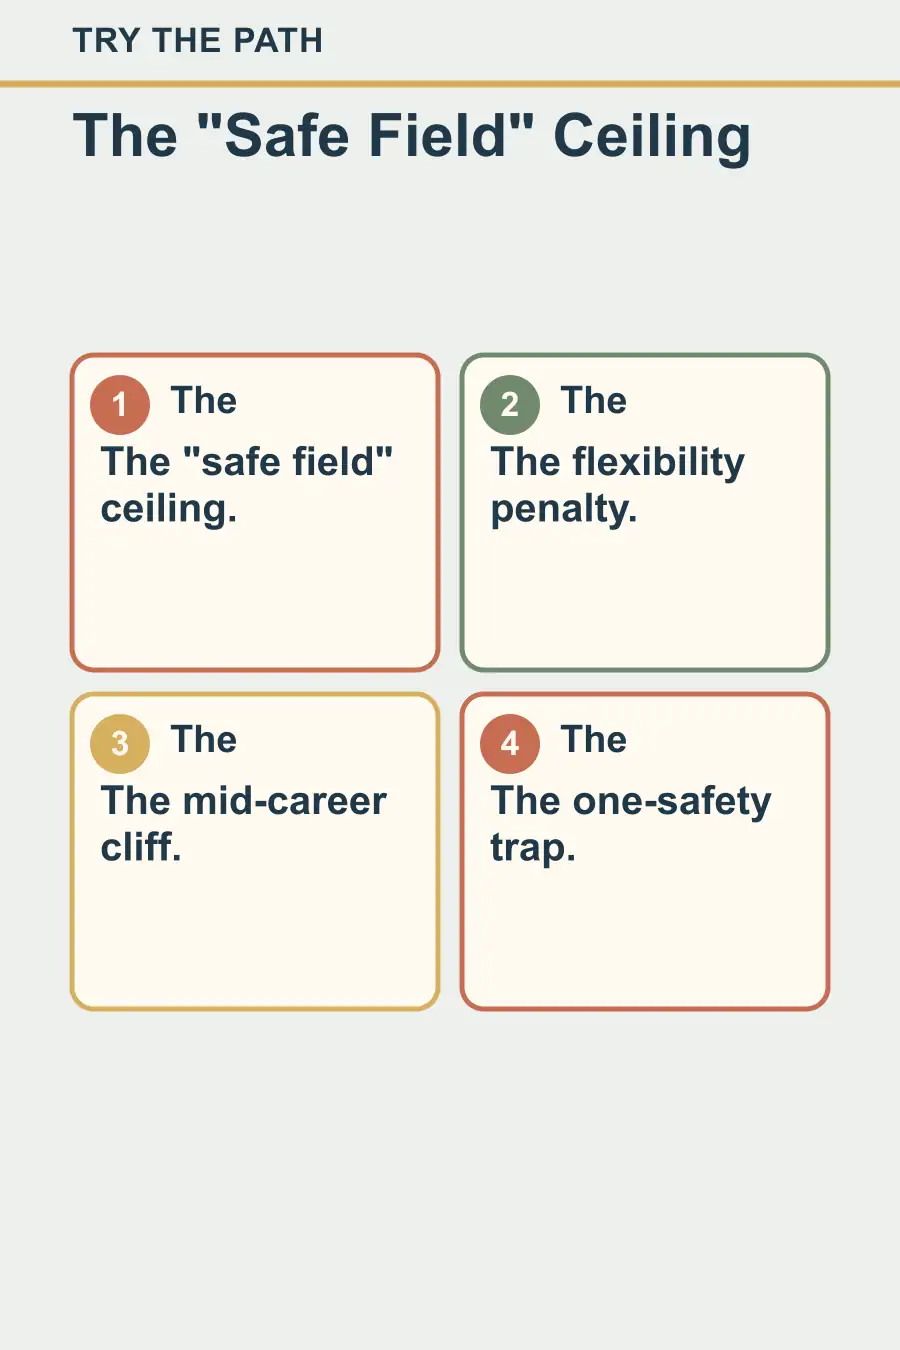 TRY THE PATH
The "Safe Field" Ceiling
1 The
The "safe field"
ceiling.
2 The
The flexibility
penalty.
3 The
The mid-career
cliff.
4 The
The one-safety
trap.